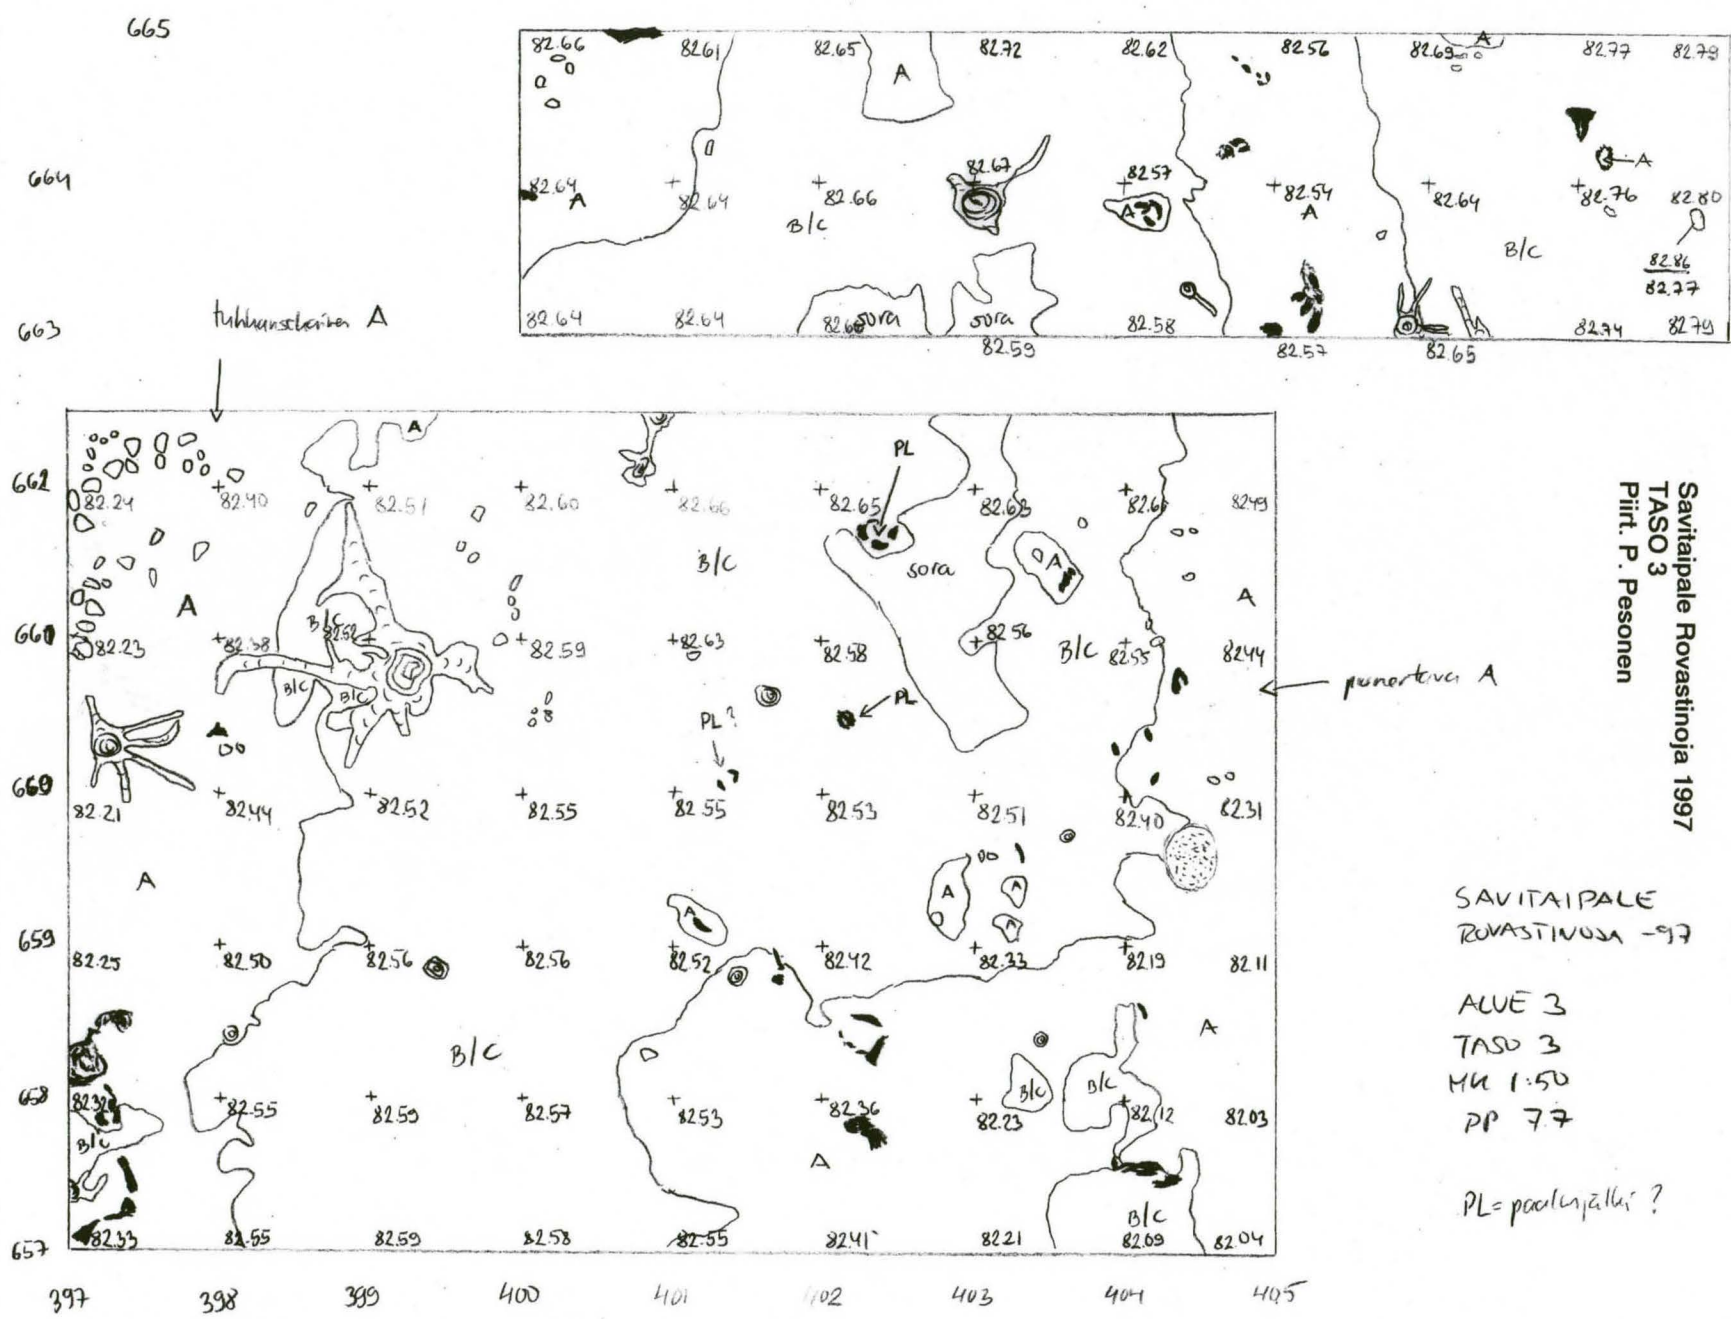 665
82.66 82.61 82.65 A 82.72 82.62 82.56 82.69 A 82.77 82.79
A
664
82.64 A 82.64 82.66 82.67 82.57 82.54 82.64 82.76 82.80
B/C A A B/C
82.86
82.77
663
82.64 82.64 sora sora 82.58 82.74 82.79
82.59 82.57 82.65
A
A
PL
662
82.24 82.40 82.51 82.60 82.66 82.65 82.63 82.49
B/C sora A A
A
660
82.23 B/C 82.38 82.52 82.59 82.63 82.58 82.56 B/C 82.55 82.44
B/C B/C
PL? PL
A
82.21 82.44 82.52 82.55 82.55 82.53 82.51 82.40 82.31
A A A A A
659
82.25 82.50 82.56 82.56 82.52 82.42 82.33 82.19 82.11
B/C A
B/C B/C
658
82.32 82.55 82.59 82.57 82.53 82.36 82.23 82.12 82.03
B/C A
B/C
657
82.33 82.55 82.59 82.58 82.55 82.41 82.21 82.09 82.04
397 398 399 400 401 402 403 404 405
Savitaipale Rovastinoja 1997
TASO 3
Piirt. P. Pesonen
punertava A
SAVITAIPALE
ROVASTINOJA -97
ALUE 3
TASO 3
MK 1:50
PP 7.7
PL = paalunjälki ?